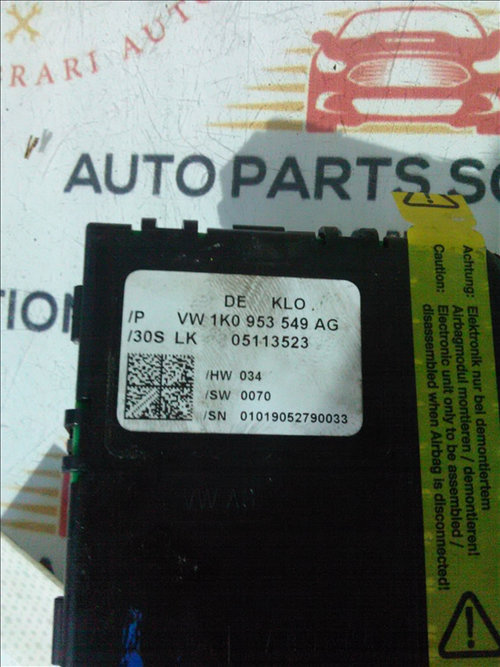 RARI AUTO
AUTO PARTS SO
TION
DE KLO.
/P VW 1K0 953 549 AG
/30S LK 05113523
/HW 034
/SW 0070
/SN 01019052790033
Achtung: Elektronik nur bei demontiertem
Airbagmodul montieren / demontieren!
Caution: Electronic unit only to be assembled /
disassembled when Airbag is disconnected!